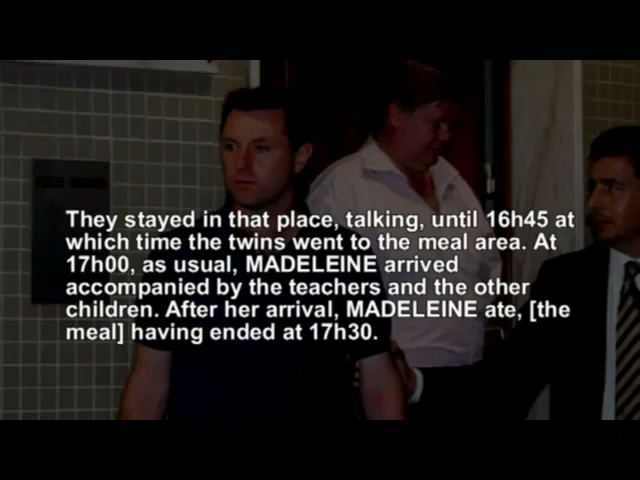 They stayed in that place, talking, until 16h45 at
which time the twins went to the meal area. At
17h00, as usual, MADELEINE arrived
accompanied by the teachers and the other
children. After her arrival, MADELEINE ate, [the
meal] having ended at 17h30.